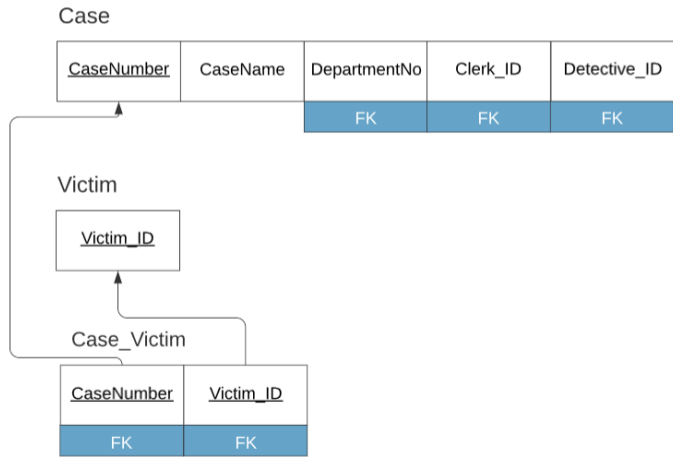 Case
CaseNumber CaseName DepartmentNo Clerk_ID Detective_ID
FK FK FK
Victim
Victim_ID
Case_Victim
CaseNumber Victim_ID
FK FK